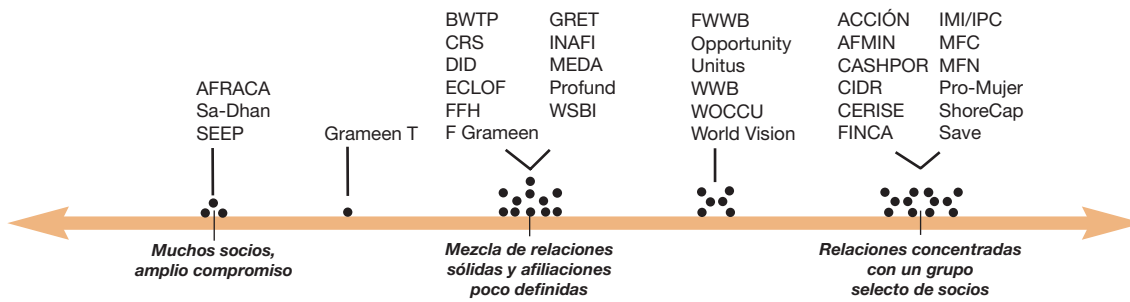 AFRACA
Sa-Dhan
SEEP
Grameen T
BWTP
CRS
DID
ECLOF
FFH
F Grameen
GRET
INAFI
MEDA
Profund
WSBI
FWWB
Opportunity
Unitus
WWB
WOCCU
World Vision
ACCIÓN
AFMIN
CASHPOR
CIDR
CERISE
FINCA
IMI/IPC
MFC
MFN
Pro-Mujer
ShoreCap
Save
Muchos socios,
amplio compromiso
Mezcla de relaciones
sólidas y afiliaciones
poco definidas
Relaciones concentradas
con un grupo
selecto de socios